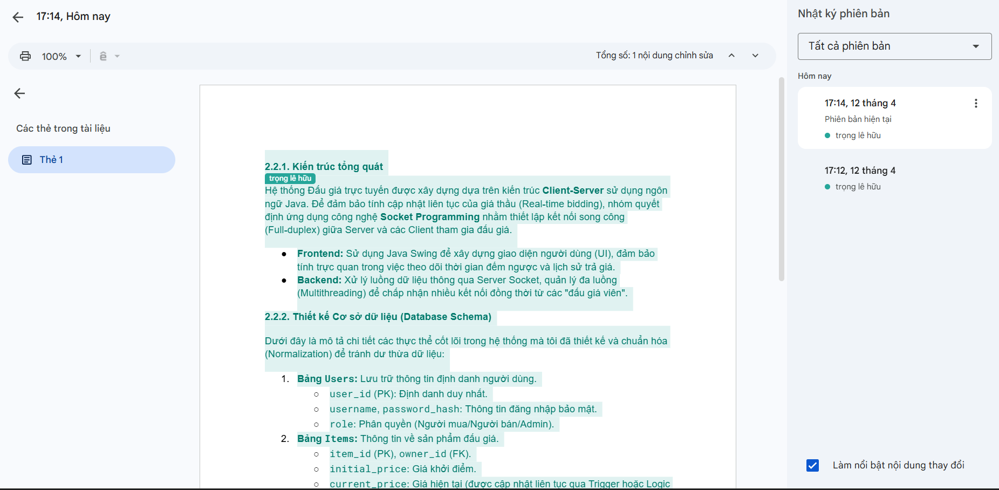 17:14, Hôm nay
100%
ê
Tổng số: 1 nội dung chỉnh sửa
Các thẻ trong tài liệu
Thẻ 1
2.2.1. Kiến trúc tổng quát
trọng lê hữu
Hệ thống Đấu giá trực tuyến được xây dựng dựa trên kiến trúc Client-Server sử dụng ngôn
ngữ Java. Để đảm bảo tính cập nhật liên tục của giá thầu (Real-time bidding), nhóm quyết
định ứng dụng công nghệ Socket Programming nhằm thiết lập kết nối song công
(Full-duplex) giữa Server và các Client tham gia đấu giá.
● Frontend: Sử dụng Java Swing để xây dựng giao diện người dùng (UI), đảm bảo
tính trực quan trong việc theo dõi thời gian đếm ngược và lịch sử trả giá.
● Backend: Xử lý luồng dữ liệu thông qua Server Socket, quản lý đa luồng
(Multithreading) để chấp nhận nhiều kết nối đồng thời từ các "đấu giá viên".
2.2.2. Thiết kế Cơ sở dữ liệu (Database Schema)
Dưới đây là mô tả chi tiết các thực thể cốt lõi trong hệ thống mà tôi đã thiết kế và chuẩn hóa
(Normalization) để tránh dư thừa dữ liệu:
1. Bảng Users: Lưu trữ thông tin định danh người dùng.
○ user_id (PK): Định danh duy nhất.
○ username, password_hash: Thông tin đăng nhập bảo mật.
○ role: Phân quyền (Người mua/Người bán/Admin).
2. Bảng Items: Thông tin về sản phẩm đấu giá.
○ item_id (PK), owner_id (FK).
○ initial_price: Giá khởi điểm.
○ current_price: Giá hiện tại (được cập nhật liên tục qua Trigger hoặc Logic
Nhật ký phiên bản
Tất cả phiên bản
Hôm nay
17:14, 12 tháng 4
Phiên bản hiện tại
trọng lê hữu
17:12, 12 tháng 4
trọng lê hữu
Làm nổi bật nội dung thay đổi